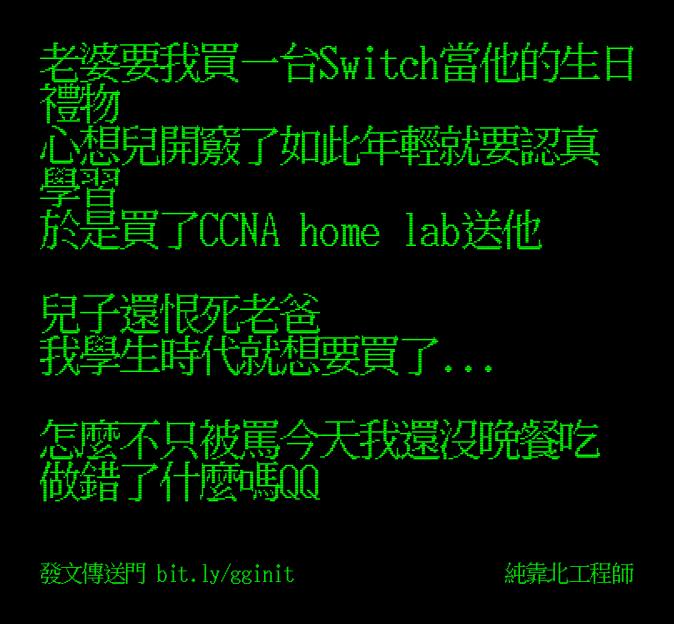 老婆要我買一台Switch當他的生日
禮物
心想兒開竅了如此年輕就要認真
學習
於是買了CCNA home lab送他
兒子還恨死老爸
我學生時代就想要買了...
怎麼不只被罵今天我還沒晚餐吃
做錯了什麼嗎QQ
發文傳送門 bit.ly/gginit
純靠北工程師